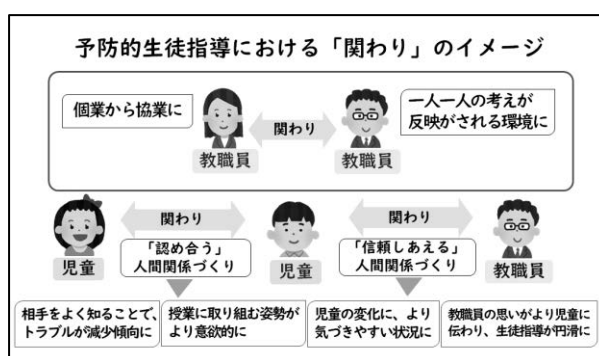 予防的生徒指導における「関わり」のイメージ
個業から協業に
関わり
一人一人の考えが
反映がされる環境に
教職員
教職員
関わり
関わり
児童
「認め合う」
人間関係づくり
児童
「信頼しあえる」
人間関係づくり
教職員
相手をよく知ることで、
トラブルが減少傾向に
授業に取り組む姿勢が
より意欲的に
児童の変化に、より
気づきやすい状況に
教職員の思いがより児童に
伝わり、生徒指導が円滑に